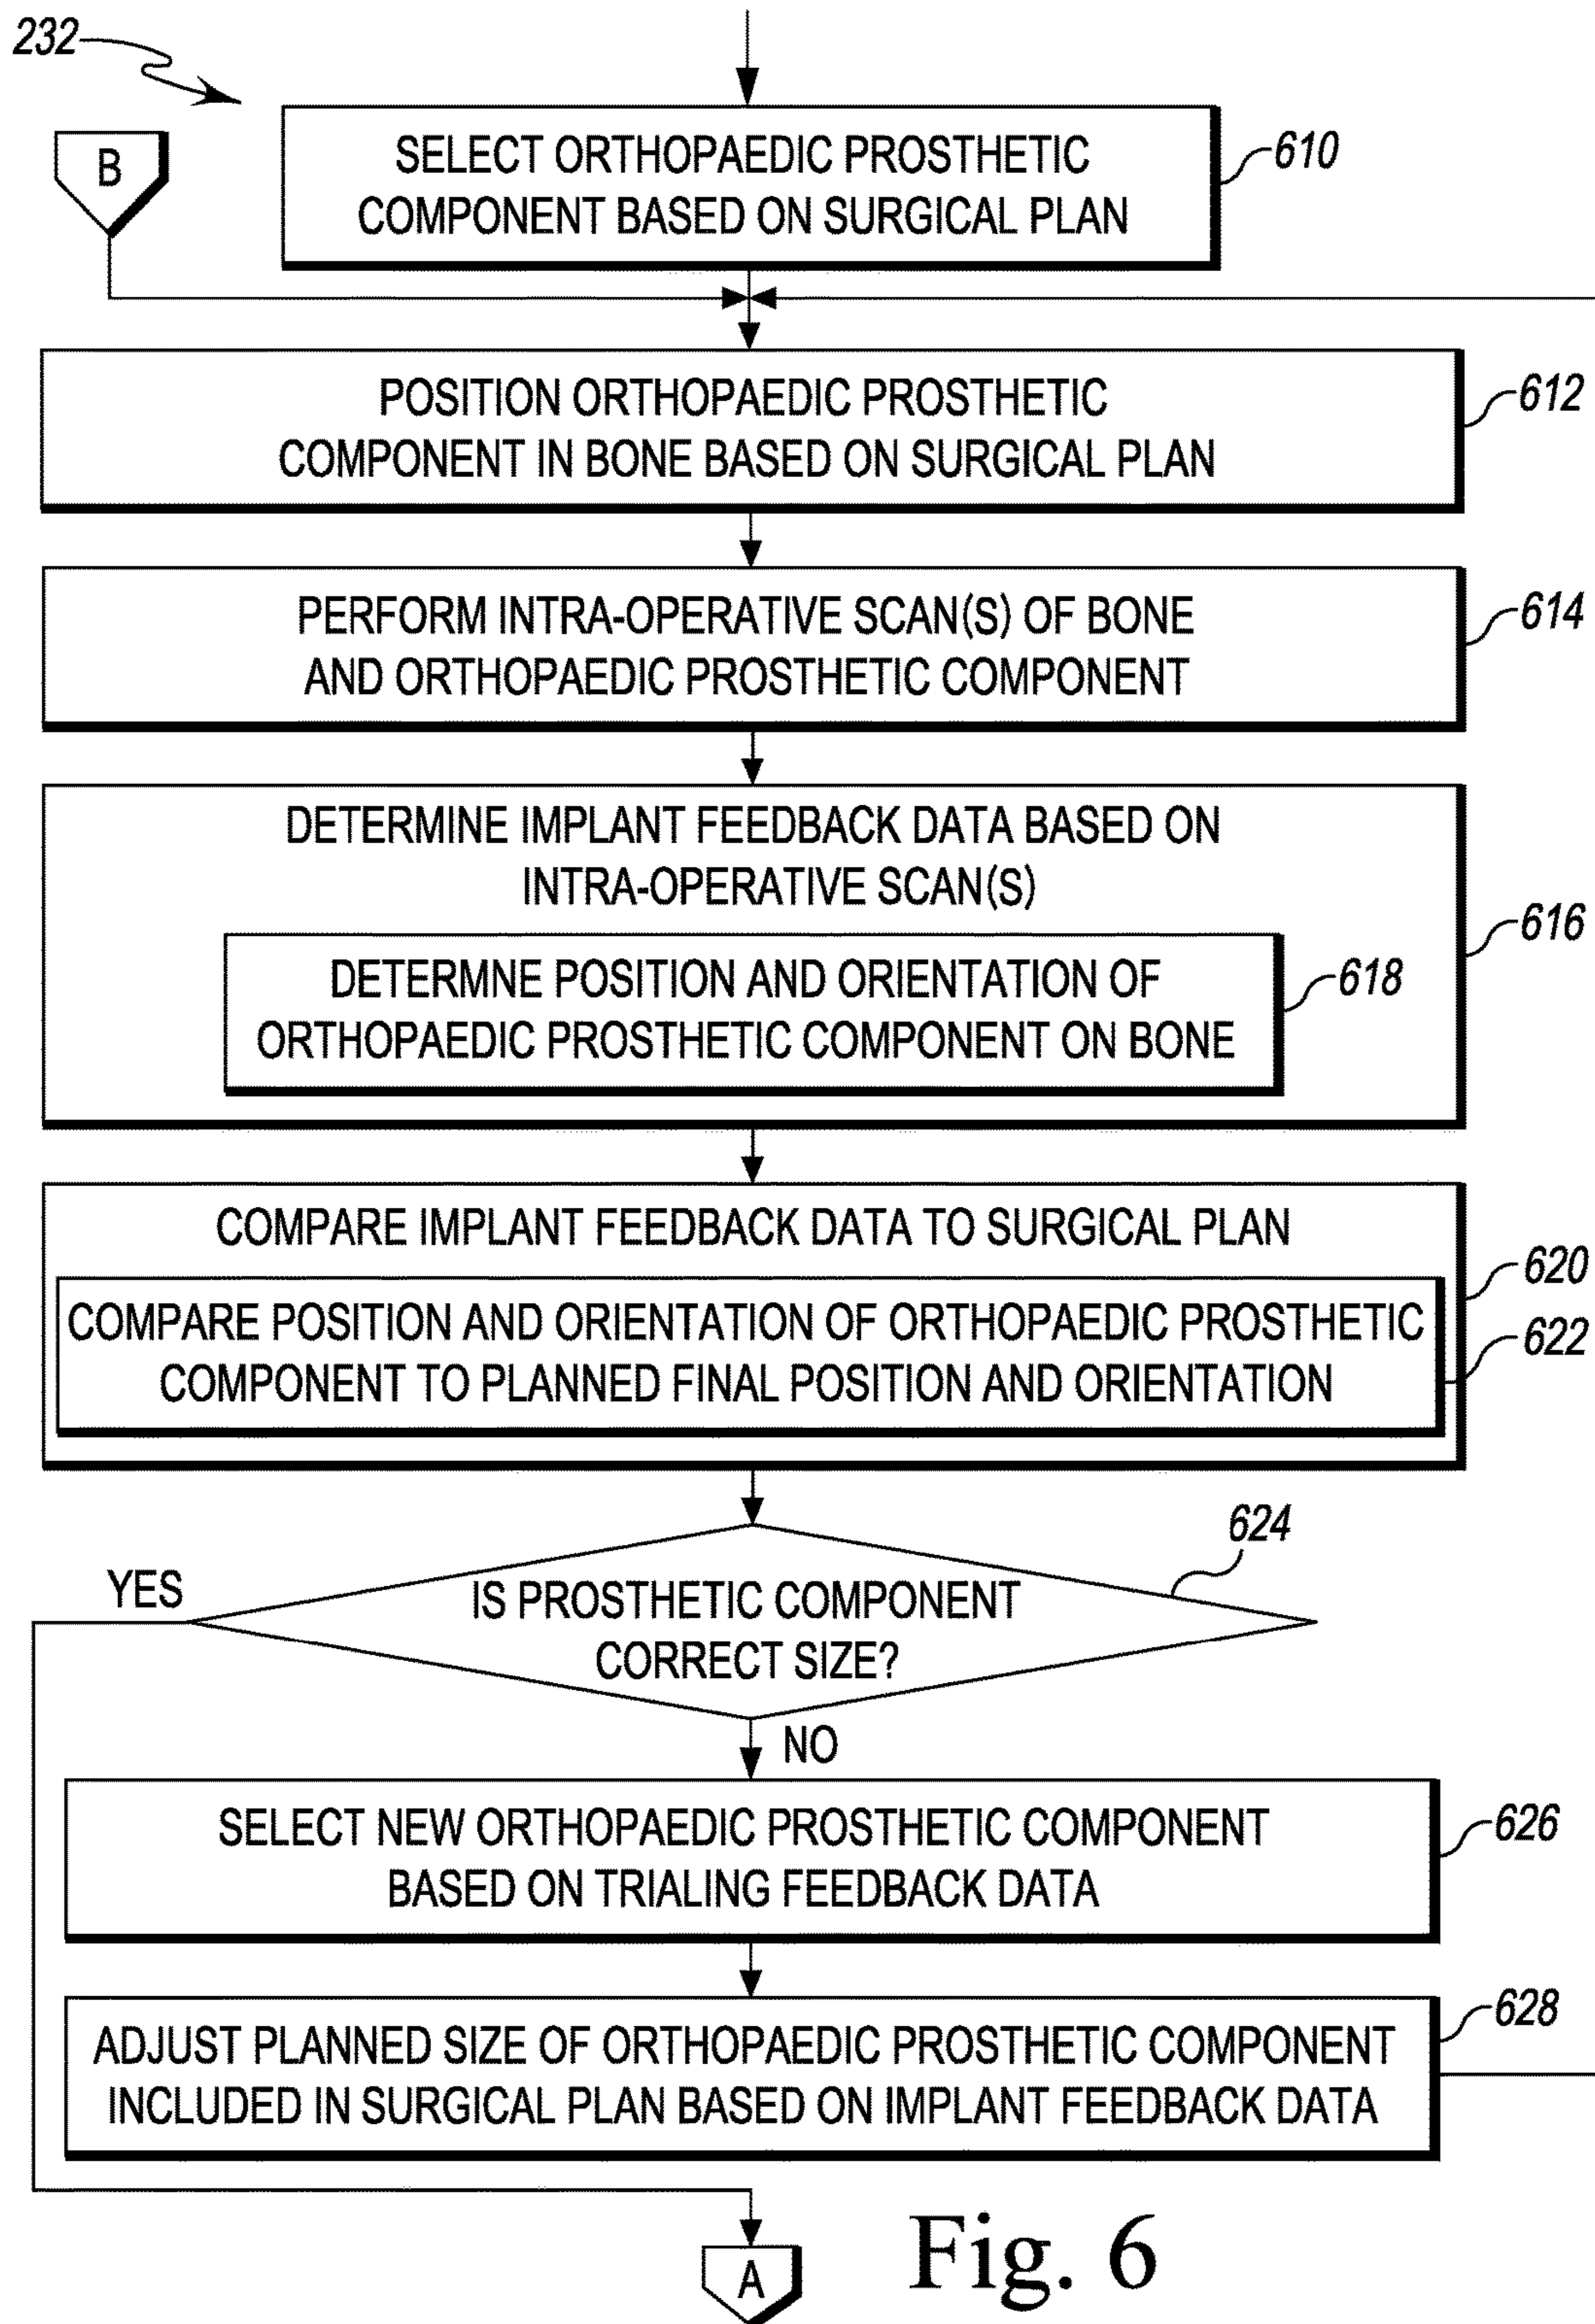 232
B
SELECT ORTHOPAEDIC PROSTHETIC
COMPONENT BASED ON SURGICAL PLAN
610
POSITION ORTHOPAEDIC PROSTHETIC
COMPONENT IN BONE BASED ON SURGICAL PLAN
612
PERFORM INTRA-OPERATIVE SCAN(S) OF BONE
AND ORTHOPAEDIC PROSTHETIC COMPONENT
614
DETERMINE IMPLANT FEEDBACK DATA BASED ON
INTRA-OPERATIVE SCAN(S)
616
DETERMNE POSITION AND ORIENTATION OF
ORTHOPAEDIC PROSTHETIC COMPONENT ON BONE
618
COMPARE IMPLANT FEEDBACK DATA TO SURGICAL PLAN
620
COMPARE POSITION AND ORIENTATION OF ORTHOPAEDIC PROSTHETIC
COMPONENT TO PLANNED FINAL POSITION AND ORIENTATION
622
624
YES
IS PROSTHETIC COMPONENT
CORRECT SIZE?
NO
SELECT NEW ORTHOPAEDIC PROSTHETIC COMPONENT
BASED ON TRIALING FEEDBACK DATA
626
ADJUST PLANNED SIZE OF ORTHOPAEDIC PROSTHETIC COMPONENT
INCLUDED IN SURGICAL PLAN BASED ON IMPLANT FEEDBACK DATA
628
A
Fig. 6